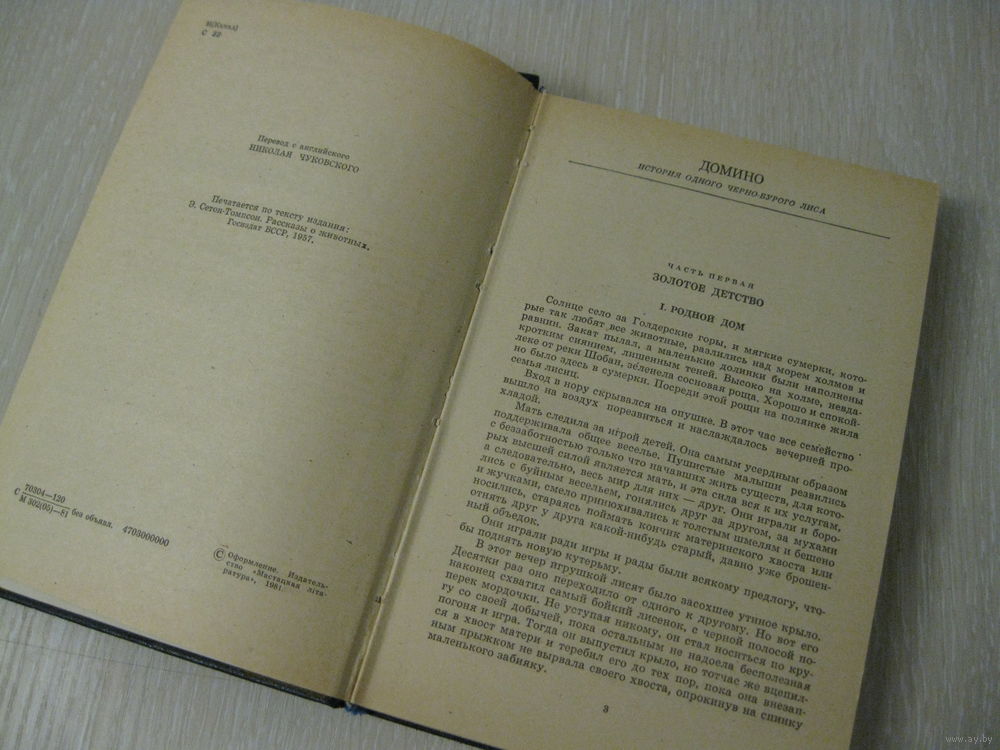 И(Канад)
С 22
Перевод с английского
НИКОЛАЯ ЧУКОВСКОГО
Печатается по тексту издания:
Э. Сетон-Томпсон. Рассказы о животных.
Госиздат БССР, 1957.
С 70304—120
М 302(05)—81 без объявл. 4703000000
© Оформление. Издатель-
ство «Мастацкая літа-
ратура», 1981.
ДОМИНО
ИСТОРИЯ ОДНОГО ЧЕРНО-БУРОГО ЛИСА
ЧАСТЬ ПЕРВАЯ
ЗОЛОТОЕ ДЕТСТВО
I. РОДНОЙ ДОМ
Солнце село за Голдерские горы, и мягкие сумерки, кото-
рые так любят все животные, разлились над морем холмов и
равнин. Закат пылал, а маленькие долинки были наполнены
кротким сиянием, лишенным теней. Высоко на холме, невда-
леке от реки Шобан, зеленела сосновая роща. Хорошо и спокой-
но было здесь в сумерки. Посреди этой рощи на полянке жила
семья лисиц.
Вход в нору скрывался на опушке. В этот час все семейство
вышло на воздух порезвиться и наслаждалось вечерней про-
хладой.
Мать следила за игрой детей. Она самым усердным образом
поддерживала общее веселье. Пушистые малыши резвились
с беззаботностью только что начавших жить существ, для кото-
рых высшей силой является мать, и эта сила вся к их услугам,
а следовательно, весь мир для них — друг. Они играли и боро-
лись с буйным весельем, гонялись друг за другом, за мухами
и жучками, смело принюхивались к толстым шмелям и бешено
носились, стараясь поймать кончик материнского хвоста или
отнять друг у друга какой-нибудь старый, давно уже брошен-
ный объедок.
Они играли ради игры и рады были всякому предлогу, что-
бы поднять новую кутерьму.
В этот вечер игрушкой лисят было засохшее утиное крыло.
Десятки раз оно переходило от одного к другому. Но вот его
наконец схватил самый бойкий лисенок, с черной полосой по-
перек мордочки. Не уступая никому, он стал носиться по кру-
гу со своей добычей, пока остальным не надоела бесполезная
погоня и игра. Тогда он выпустил крыло, но тотчас же вцепил-
ся в хвост матери и теребил его до тех пор, пока она внезап-
ным прыжком не вырвала своего хвоста, опрокинув на спинку
маленького забияку.
3
www.ay.by